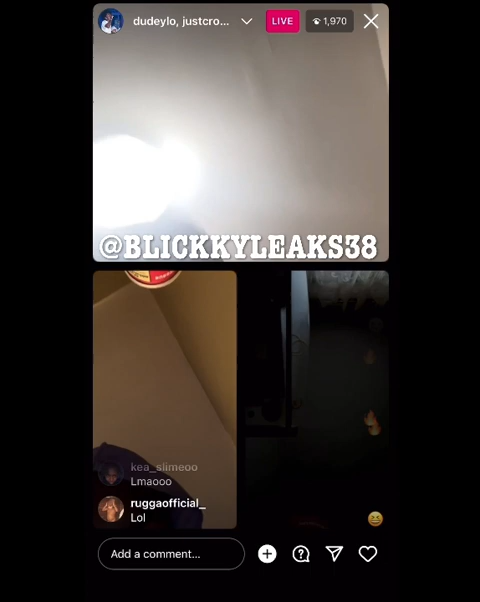 dudeylo, justcro...
LIVE
1,970
@BLICKKYLEAKS38
kea_slimeoo
Lmaooo
ruggaofficial_
Lol
Add a comment...